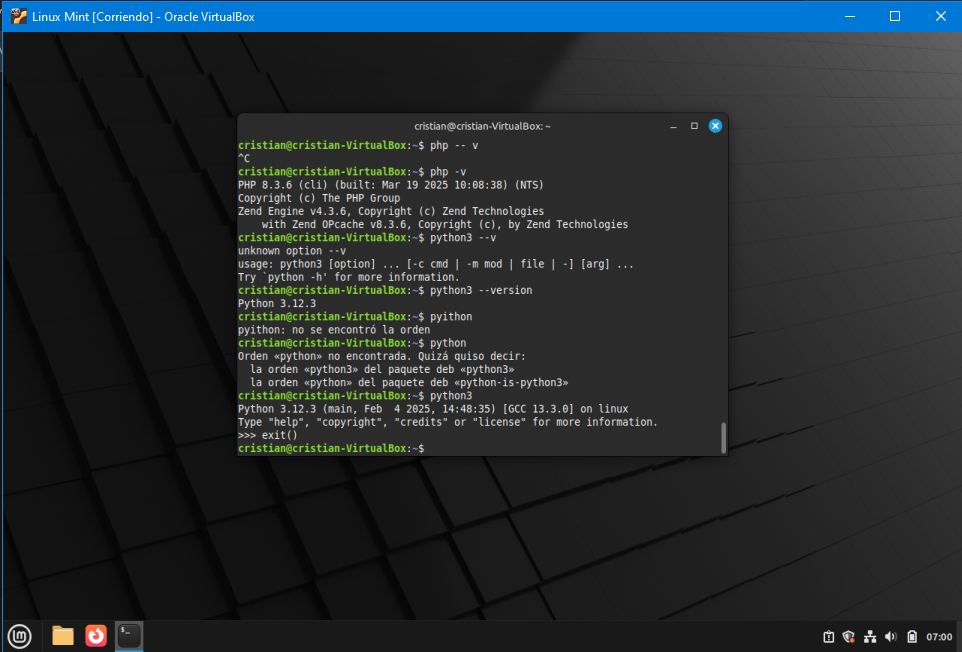 Linux Mint [Corriendo] - Oracle VirtualBox
cristian@cristian-VirtualBox: ~
cristian@cristian-VirtualBox:~$ php -- v
^C
cristian@cristian-VirtualBox:~$ php -v
PHP 8.3.6 (cli) (built: Mar 19 2025 10:08:38) (NTS)
Copyright (c) The PHP Group
Zend Engine v4.3.6, Copyright (c) Zend Technologies
    with Zend OPcache v8.3.6, Copyright (c), by Zend Technologies
cristian@cristian-VirtualBox:~$ python3 --v
unknown option --v
usage: python3 [option] ... [-c cmd | -m mod | file | -] [arg] ...
Try `python -h' for more information.
cristian@cristian-VirtualBox:~$ python3 --version
Python 3.12.3
cristian@cristian-VirtualBox:~$ pyithon
pyithon: no se encontró la orden
cristian@cristian-VirtualBox:~$ python
Orden «python» no encontrada. Quizá quiso decir:
  la orden «python3» del paquete deb «python3»
  la orden «python» del paquete deb «python-is-python3»
cristian@cristian-VirtualBox:~$ python3
Python 3.12.3 (main, Feb  4 2025, 14:48:35) [GCC 13.3.0] on linux
Type "help", "copyright", "credits" or "license" for more information.
>>> exit()
cristian@cristian-VirtualBox:~$
07:00